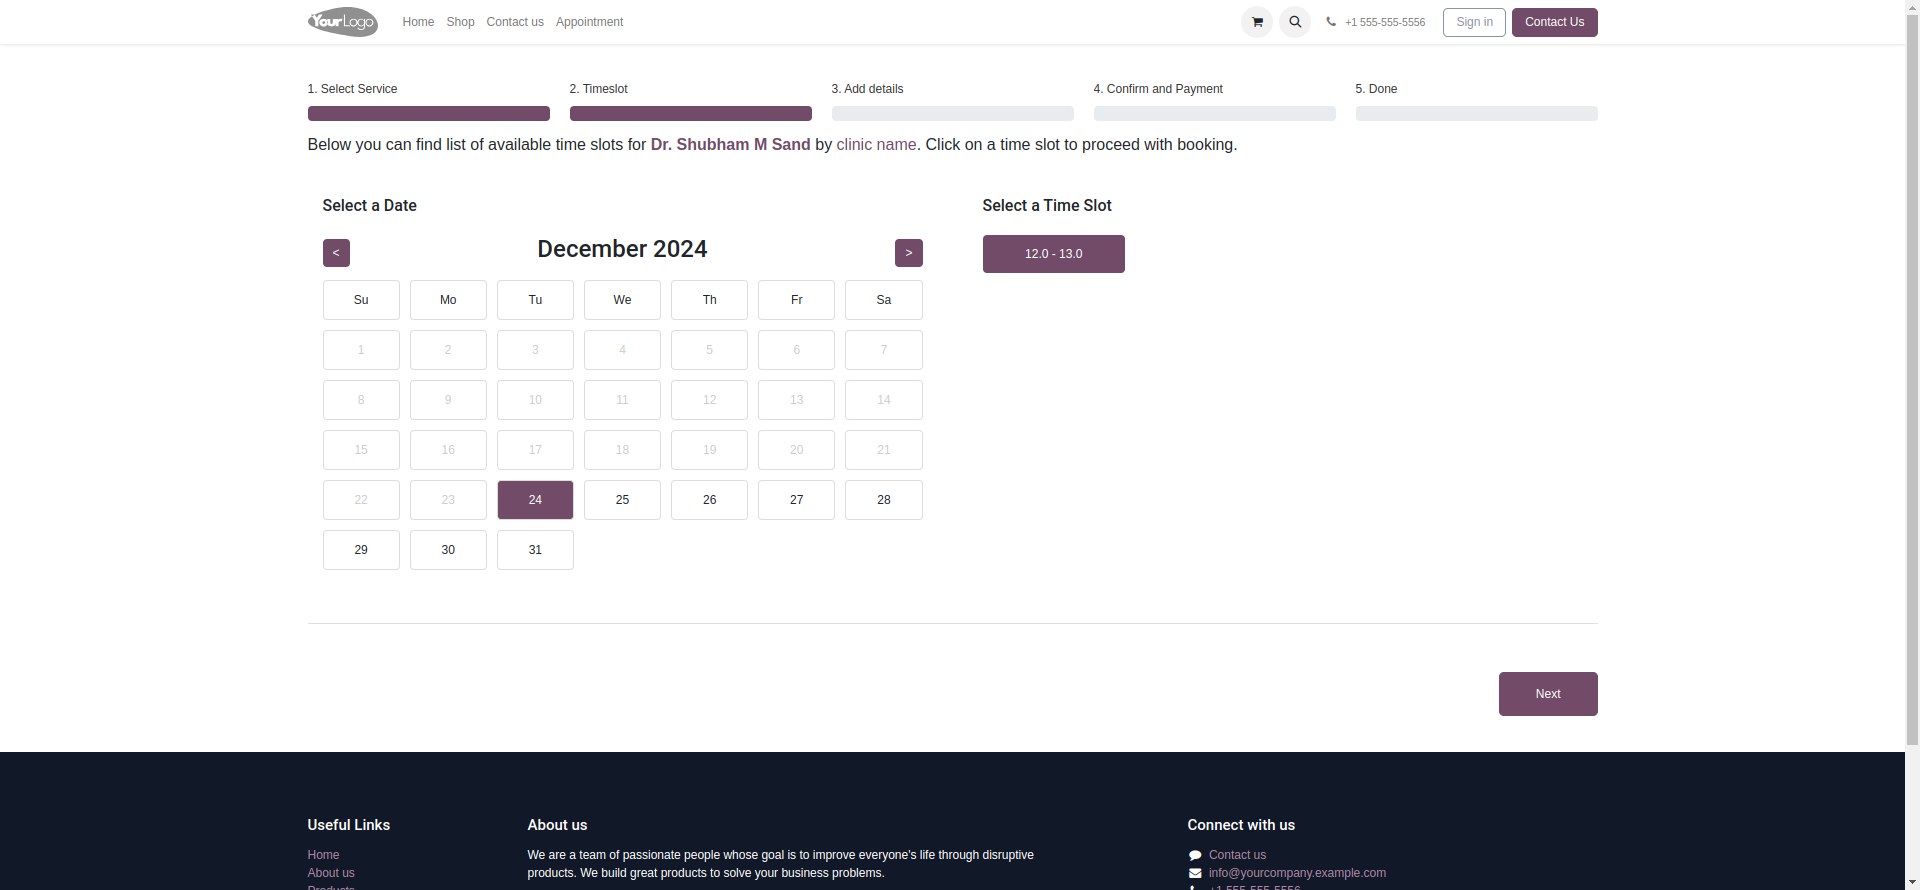 YourLogo
Home Shop Contact us Appointment
+1 555-555-5556 Sign in Contact Us
1. Select Service 2. Timeslot 3. Add details 4. Confirm and Payment 5. Done
Below you can find list of available time slots for Dr. Shubham M Sand by clinic name. Click on a time slot to proceed with booking.
Select a Date
< December 2024 >
Su Mo Tu We Th Fr Sa
1 2 3 4 5 6 7
8 9 10 11 12 13 14
15 16 17 18 19 20 21
22 23 24 25 26 27 28
29 30 31
Select a Time Slot
12.0 - 13.0
Next
Useful Links
Home
About us
Products
About us
We are a team of passionate people whose goal is to improve everyone's life through disruptive
products. We build great products to solve your business problems.
Connect with us
Contact us
info@yourcompany.example.com
+1 555-555-5556